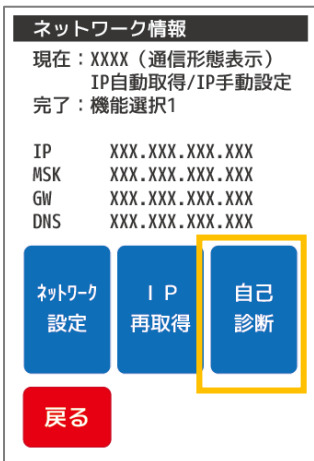 ネットワーク情報
現在：XXXX（通信形態表示）
IP自動取得/IP手動設定
完了：機能選択1
IP XXX.XXX.XXX.XXX
MSK XXX.XXX.XXX.XXX
GW XXX.XXX.XXX.XXX
DNS XXX.XXX.XXX.XXX
ﾈｯﾄﾜｰｸ
設定
ＩＰ
再取得
自己
診断
戻る